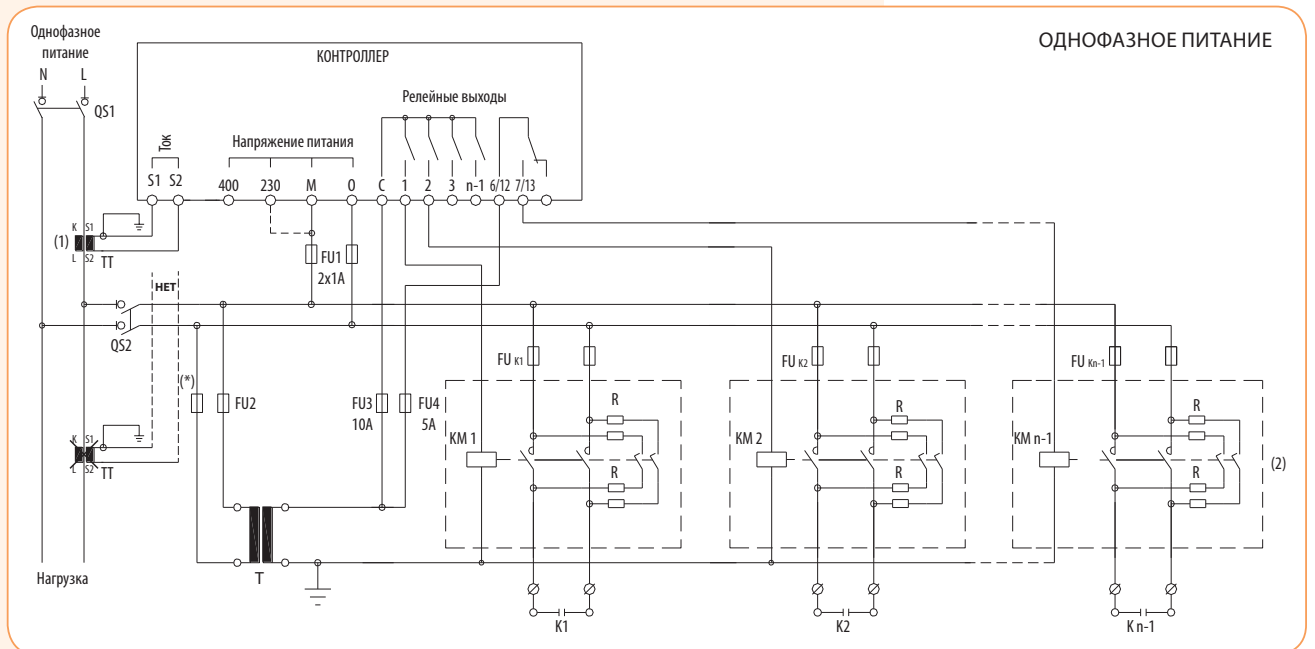 Однофазное
питание
ОДНОФАЗНОЕ ПИТАНИЕ
N L
QS1
КОНТРОЛЛЕР
Релейные выходы
Ток
Напряжение питания
S1 S2 400 230 M O C 1 2 3 n-1 6/12 7/13
K S1
(1)
L S2 TT
FU1
2x1A
НЕТ
QS2
(*)
FU2
FU3
10A
FU4
5A
FU K1
FU K2
FU Kn-1
R
R
R
KM 1
KM 2
KM n-1
(2)
R
R
R
K S1
L S2 TT
T
Нагрузка
K1
K2
K n-1